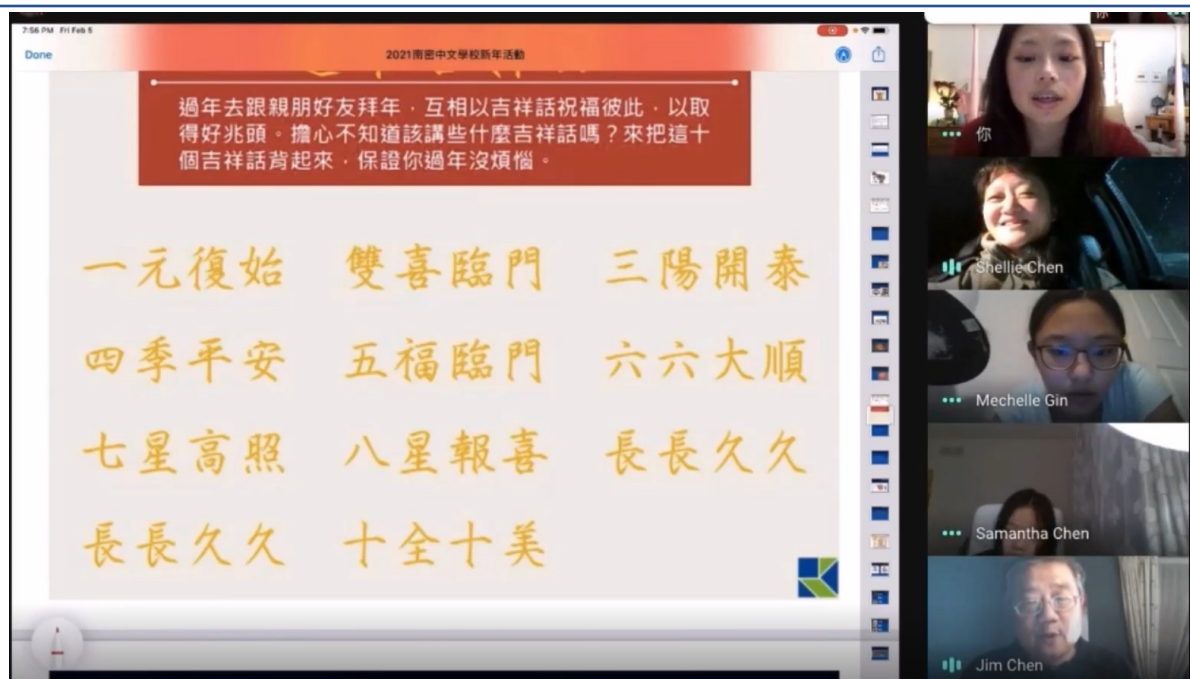 7:56 PM Fri Feb 5
Done
2021南密中文學校新年活動
過年去跟親朋好友拜年，互相以吉祥話祝福彼此，以取
得好兆頭。擔心不知道該講些什麼吉祥話嗎？來把這十
個吉祥話背起來，保證你過年沒煩惱。
一元復始 雙喜臨門 三陽開泰
四季平安 五福臨門 六六大順
七星高照 八星報喜 長長久久
長長久久 十全十美
你
你
Shellie Chen
Mechelle Gin
Samantha Chen
Jim Chen